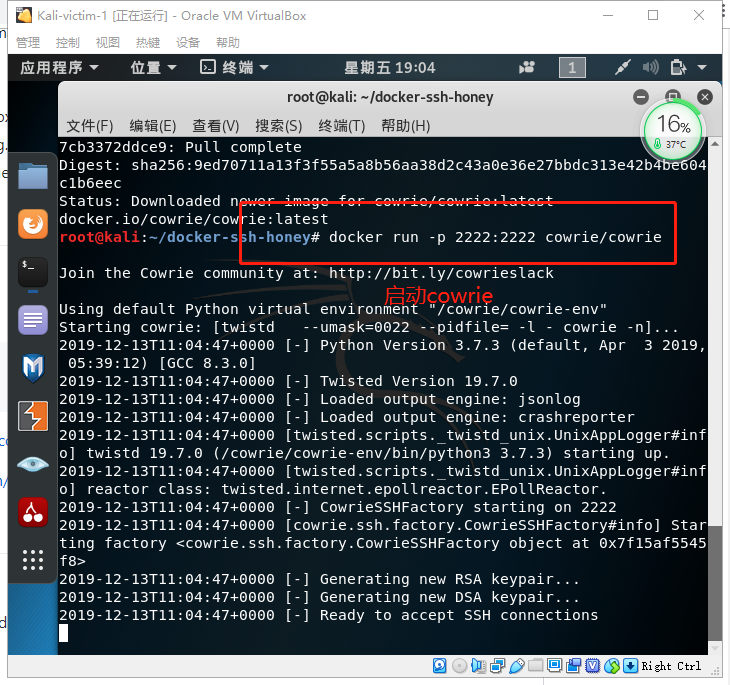 Kali-victim-1 [正在运行] - Oracle VM VirtualBox
管理 控制 视图 热键 设备 帮助
应用程序 位置 终端 星期五 19:04 1
root@kali: ~/docker-ssh-honey
文件(F) 编辑(E) 查看(V) 搜索(S) 终端(T) 帮助(H)
16%
37°C
7cb3372ddce9: Pull complete
Digest: sha256:9ed70711a13f3f55a5a8b56aa38d2c43a0e36e27bbdc313e42b4be604
c1b6eec
Status: Downloaded newer image for cowrie/cowrie:latest
docker.io/cowrie/cowrie:latest
root@kali:~/docker-ssh-honey# docker run -p 2222:2222 cowrie/cowrie
Join the Cowrie community at: http://bit.ly/cowrieslack
启动cowrie
Using default Python virtual environment "/cowrie/cowrie-env"
Starting cowrie: [twistd   --umask=0022 --pidfile= -l - cowrie -n]...
2019-12-13T11:04:47+0000 [-] Python Version 3.7.3 (default, Apr  3 2019,
 05:39:12) [GCC 8.3.0]
2019-12-13T11:04:47+0000 [-] Twisted Version 19.7.0
2019-12-13T11:04:47+0000 [-] Loaded output engine: jsonlog
2019-12-13T11:04:47+0000 [-] Loaded output engine: crashreporter
2019-12-13T11:04:47+0000 [twisted.scripts._twistd_unix.UnixAppLogger#inf
o] twistd 19.7.0 (/cowrie/cowrie-env/bin/python3 3.7.3) starting up.
2019-12-13T11:04:47+0000 [twisted.scripts._twistd_unix.UnixAppLogger#inf
o] reactor class: twisted.internet.epollreactor.EPollReactor.
2019-12-13T11:04:47+0000 [-] CowrieSSHFactory starting on 2222
2019-12-13T11:04:47+0000 [cowrie.ssh.factory.CowrieSSHFactory#info] Star
ting factory <cowrie.ssh.factory.CowrieSSHFactory object at 0x7f15af5545
f8>
2019-12-13T11:04:47+0000 [-] Generating new RSA keypair...
2019-12-13T11:04:47+0000 [-] Generating new DSA keypair...
2019-12-13T11:04:47+0000 [-] Ready to accept SSH connections
Right Ctrl